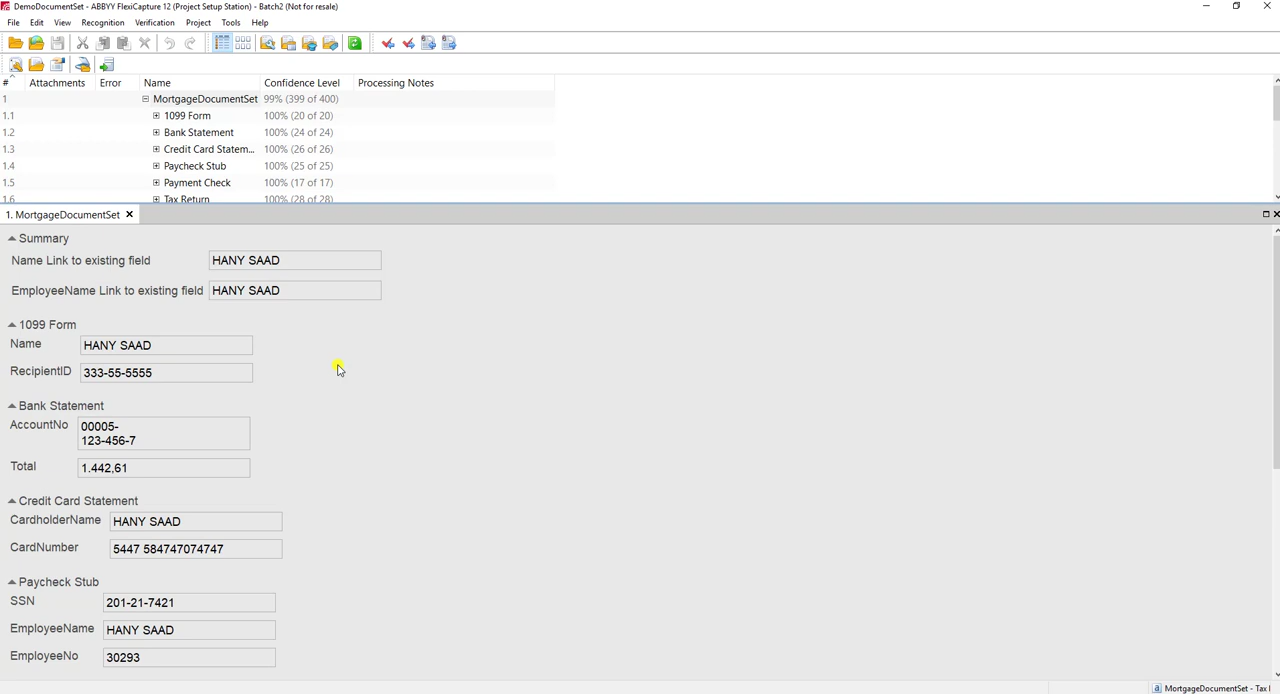 DemoDocumentSet - ABBYY FlexiCapture 12 (Project Setup Station) - Batch2 (Not for resale)
File Edit View Recognition Verification Project Tools Help
# Attachments Error Name Confidence Level Processing Notes
1 MortgageDocumentSet 99% (399 of 400)
1.1 1099 Form 100% (20 of 20)
1.2 Bank Statement 100% (24 of 24)
1.3 Credit Card Statem... 100% (26 of 26)
1.4 Paycheck Stub 100% (25 of 25)
1.5 Payment Check 100% (17 of 17)
1.6 Tax Return 100% (28 of 28)
1. MortgageDocumentSet
Summary
Name Link to existing field HANY SAAD
EmployeeName Link to existing field HANY SAAD
1099 Form
Name HANY SAAD
RecipientID 333-55-5555
Bank Statement
AccountNo 00005-
123-456-7
Total 1.442,61
Credit Card Statement
CardholderName HANY SAAD
CardNumber 5447 584747074747
Paycheck Stub
SSN 201-21-7421
EmployeeName HANY SAAD
EmployeeNo 30293
a MortgageDocumentSet - Tax I